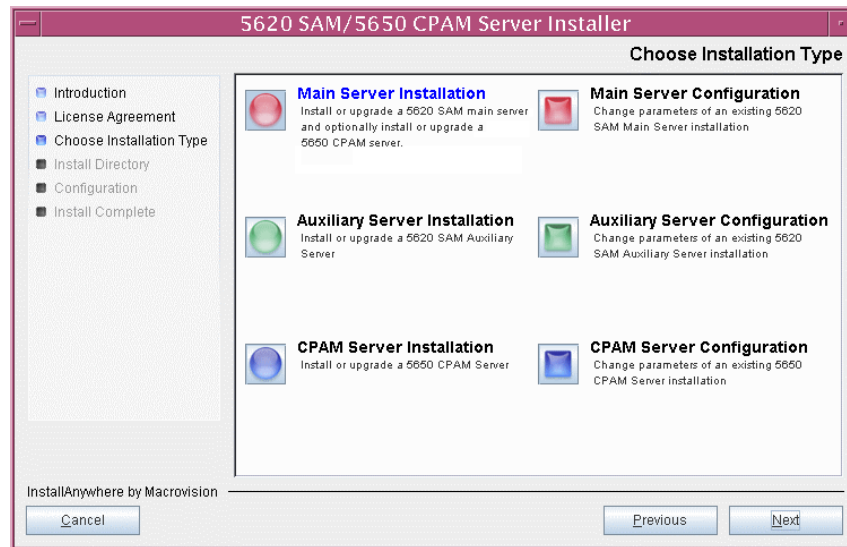 5620 SAM/5650 CPAM Server Installer
Choose Installation Type
Introduction
License Agreement
Choose Installation Type
Install Directory
Configuration
Install Complete
Main Server Installation
Install or upgrade a 5620 SAM main server
and optionally install or upgrade a
5650 CPAM server.
Main Server Configuration
Change parameters of an existing 5620
SAM Main Server installation
Auxiliary Server Installation
Install or upgrade a 5620 SAM Auxiliary
Server
Auxiliary Server Configuration
Change parameters of an existing 5620
SAM Auxiliary Server installation
CPAM Server Installation
Install or upgrade a 5650 CPAM Server
CPAM Server Configuration
Change parameters of an existing 5650
CPAM Server installation
InstallAnywhere by Macrovision
Cancel
Previous
Next